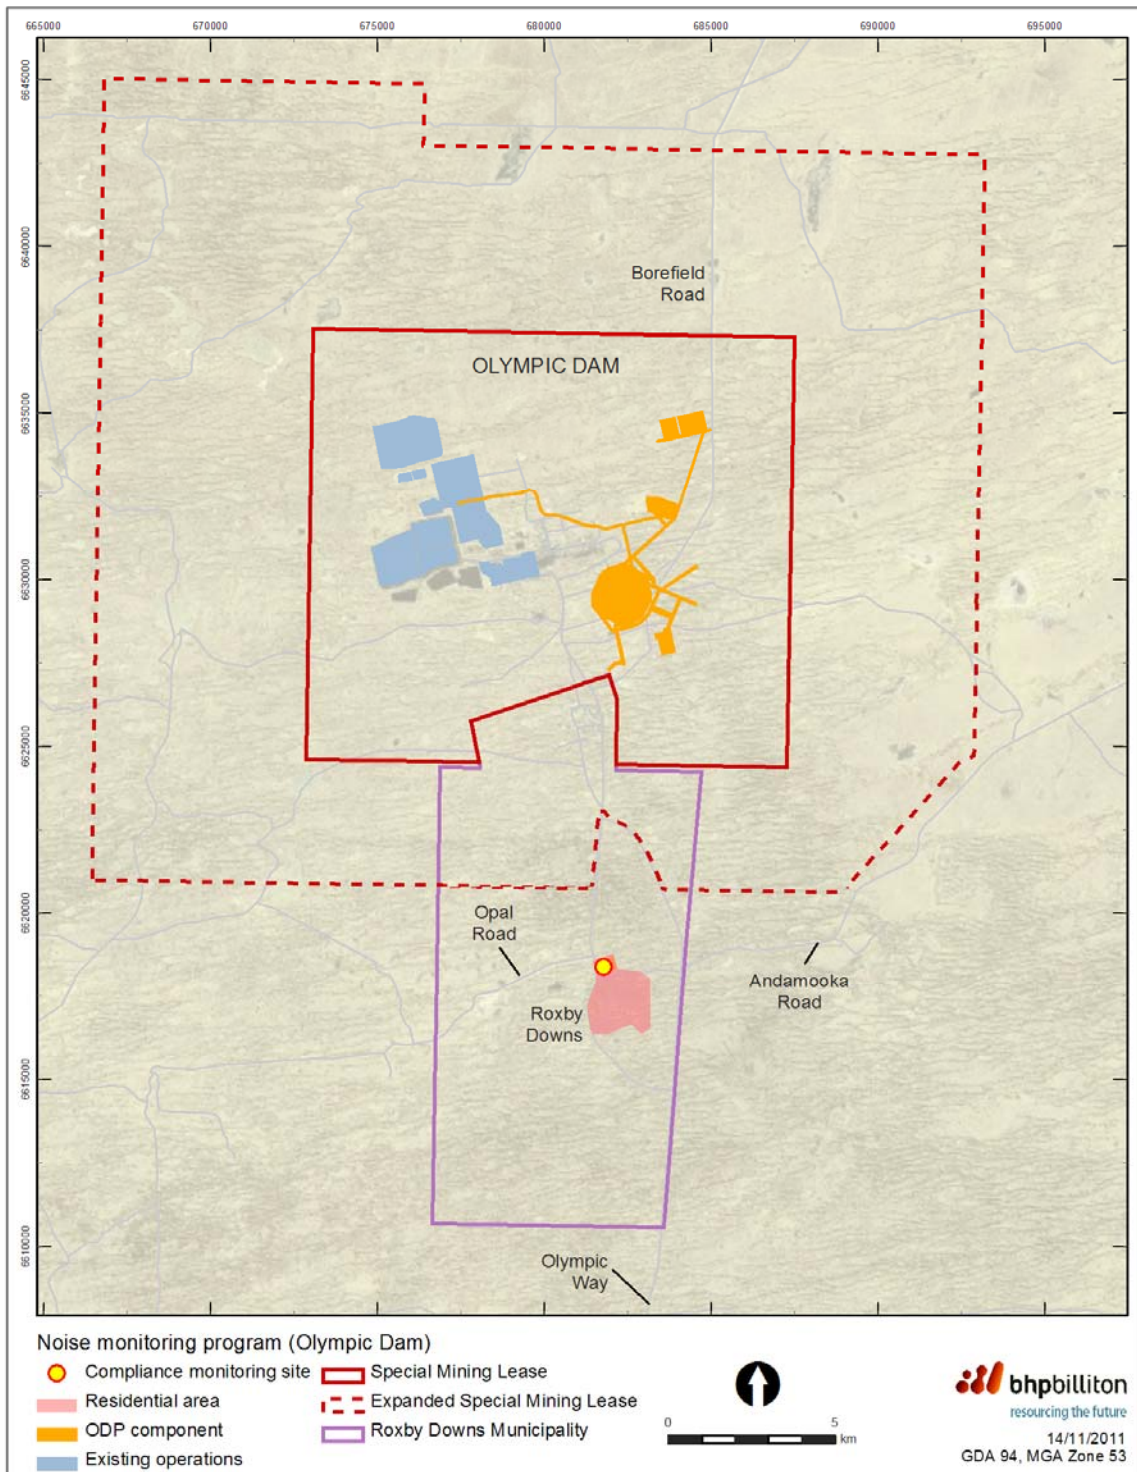 665000 670000 675000 680000 685000 690000 695000
6645000
6640000
6635000
6630000
6625000
6620000
6615000
6610000
Borefield
Road
OLYMPIC DAM
Opal
Road
Andamooka
Road
Roxby
Downs
Olympic
Way
Noise monitoring program (Olympic Dam)
Compliance monitoring site
Residential area
ODP component
Existing operations
Special Mining Lease
Expanded Special Mining Lease
Roxby Downs Municipality
0 5
km
bhpbilliton
resourcing the future
14/11/2011
GDA 94, MGA Zone 53